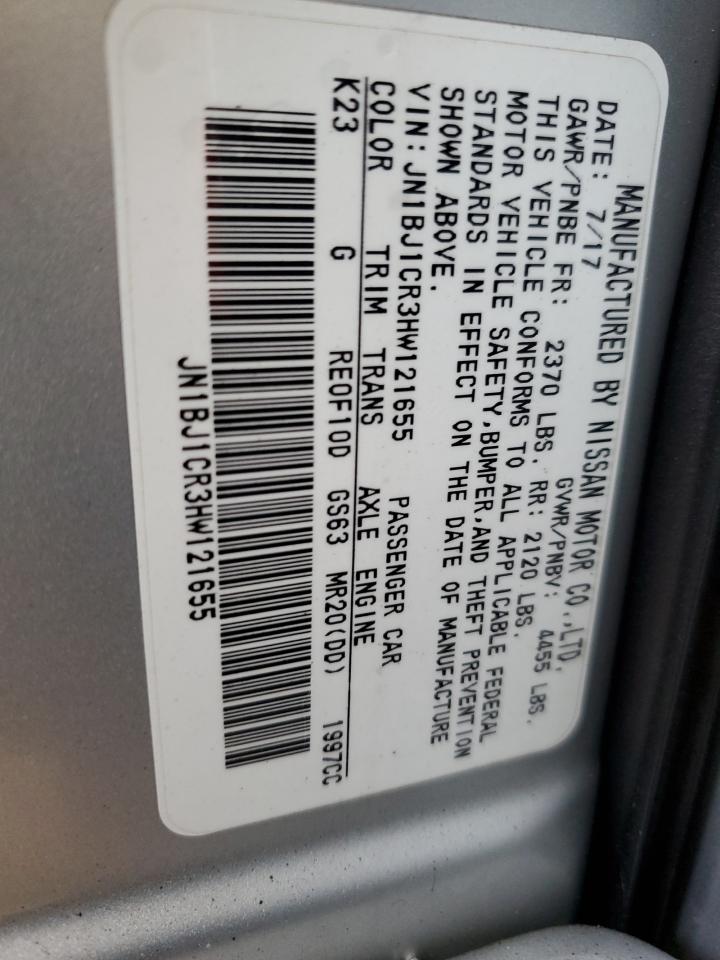 MANUFACTURED BY NISSAN MOTOR CO.,LTD.
DATE: 7/17 GVWR/PNBV: 4455 LBS.
GAWR/PNBE FR: 2370 LBS. RR: 2120 LBS.
THIS VEHICLE CONFORMS TO ALL APPLICABLE FEDERAL
MOTOR VEHICLE SAFETY,BUMPER,AND THEFT PREVENTION
STANDARDS IN EFFECT ON THE DATE OF MANUFACTURE
SHOWN ABOVE.
VIN: JN1BJ1CR3HW121655 PASSENGER CAR
COLOR TRIM TRANS AXLE ENGINE
K23 G RE0F10D GS63 MR20(DD) 1997CC
JN1BJ1CR3HW121655